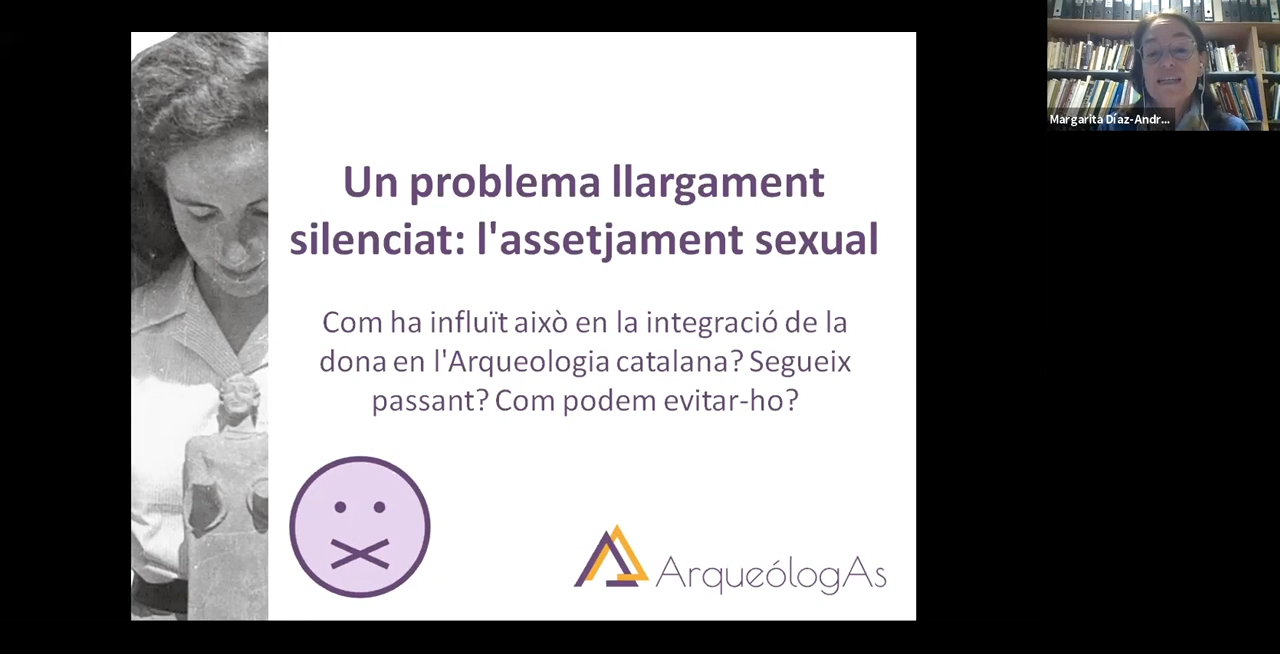 Un problema llargament
silenciat: l'assetjament sexual
Com ha influït això en la integració de la
dona en l'Arqueologia catalana? Segueix
passant? Com podem evitar-ho?
ArqueólogAs
Margarita Díaz-Andr...